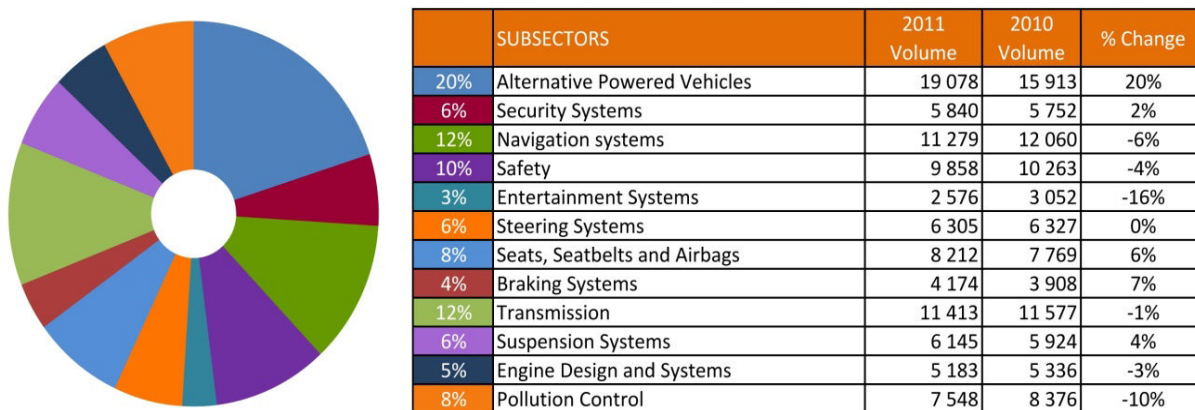 SUBSECTORS 2011 Volume 2010 Volume % Change
20% Alternative Powered Vehicles 19 078 15 913 20%
6% Security Systems 5 840 5 752 2%
12% Navigation systems 11 279 12 060 -6%
10% Safety 9 858 10 263 -4%
3% Entertainment Systems 2 576 3 052 -16%
6% Steering Systems 6 305 6 327 0%
8% Seats, Seatbelts and Airbags 8 212 7 769 6%
4% Braking Systems 4 174 3 908 7%
12% Transmission 11 413 11 577 -1%
6% Suspension Systems 6 145 5 924 4%
5% Engine Design and Systems 5 183 5 336 -3%
8% Pollution Control 7 548 8 376 -10%